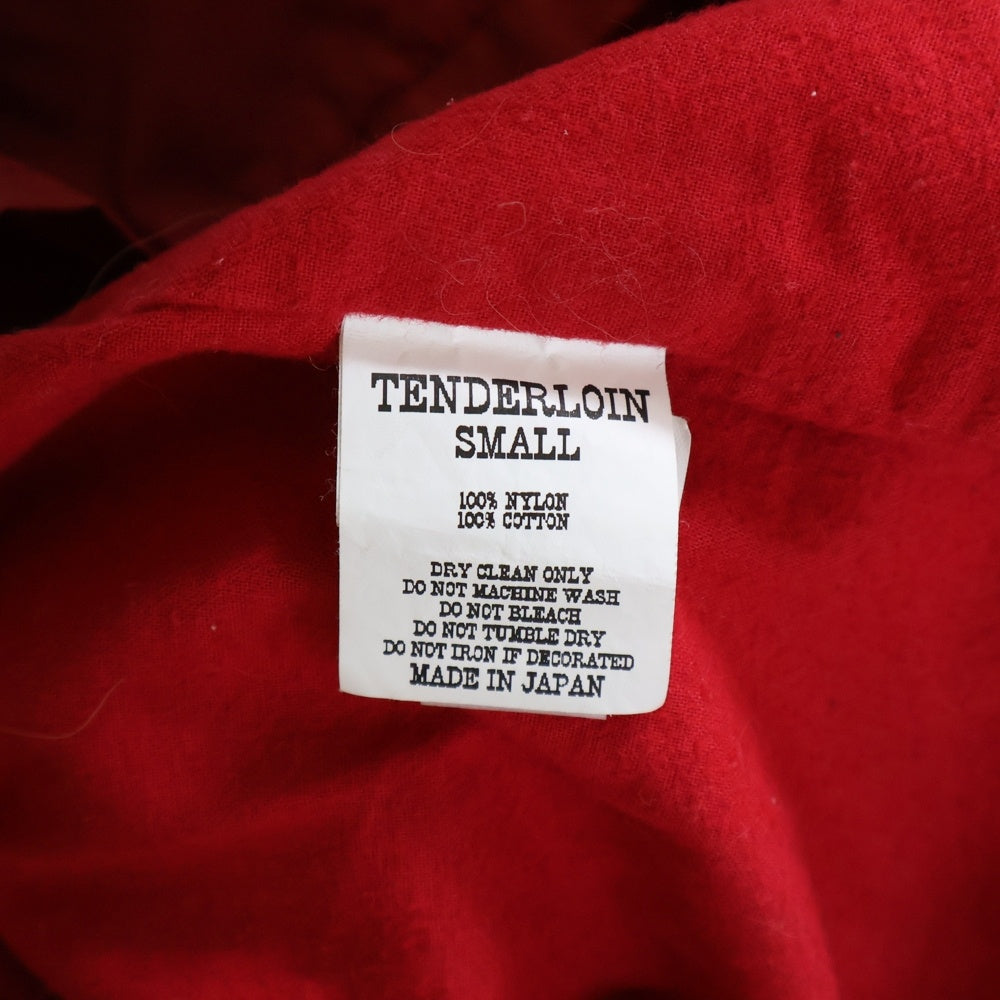 TENDERLOIN
SMALL
100% NYLON
100% COTTON
DRY CLEAN ONLY
DO NOT MACHINE WASH
DO NOT BLEACH
DO NOT TUMBLE DRY
DO NOT IRON IF DECORATED
MADE IN JAPAN